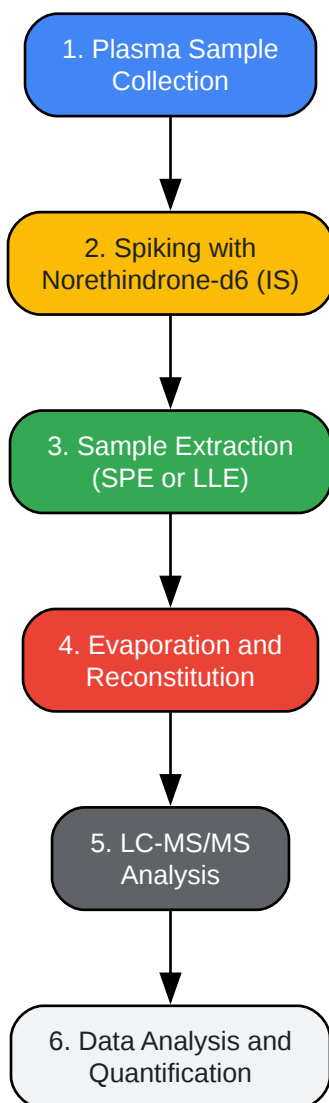 1. Plasma Sample
Collection
2. Spiking with
Norethindrone-d6 (IS)
3. Sample Extraction
(SPE or LLE)
4. Evaporation and
Reconstitution
5. LC-MS/MS
Analysis
6. Data Analysis and
Quantification